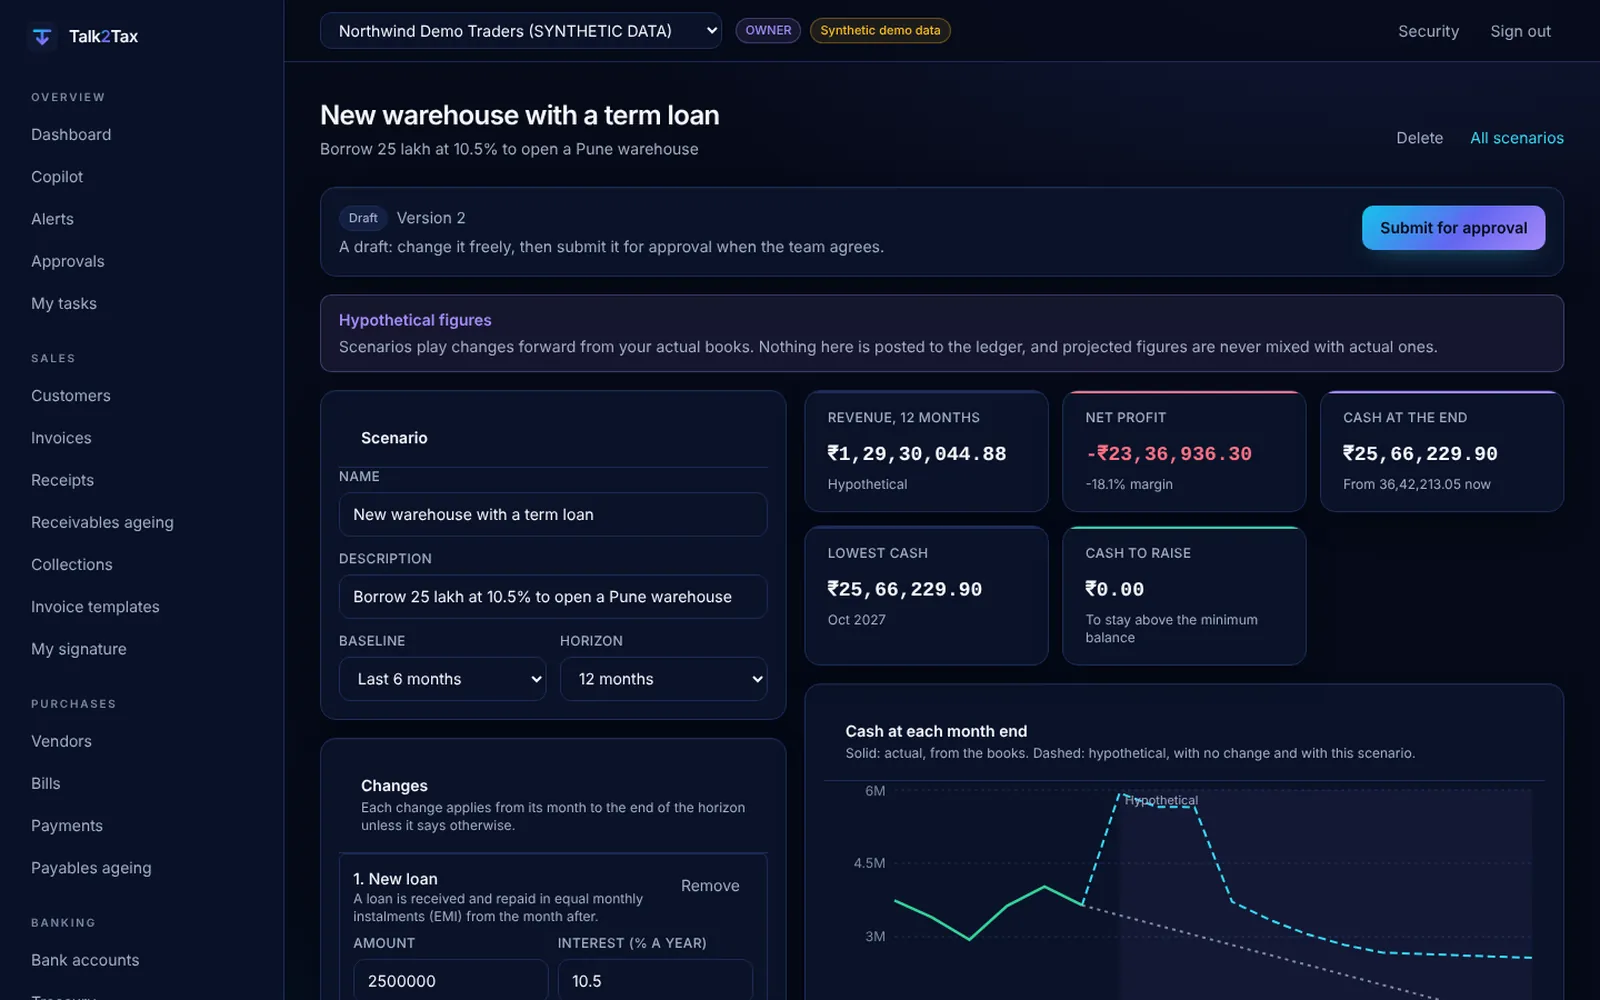 Talk2Tax
Northwind Demo Traders (SYNTHETIC DATA)
OWNER
Synthetic demo data
Security
Sign out
OVERVIEW
Dashboard
Copilot
Alerts
Approvals
My tasks
SALES
Customers
Invoices
Receipts
Receivables ageing
Collections
Invoice templates
My signature
PURCHASES
Vendors
Bills
Payments
Payables ageing
BANKING
Bank accounts
Treasury
New warehouse with a term loan
Borrow 25 lakh at 10.5% to open a Pune warehouse
Delete
All scenarios
Draft
Version 2
A draft: change it freely, then submit it for approval when the team agrees.
Submit for approval
Hypothetical figures
Scenarios play changes forward from your actual books. Nothing here is posted to the ledger, and projected figures are never mixed with actual ones.
Scenario
NAME
New warehouse with a term loan
DESCRIPTION
Borrow 25 lakh at 10.5% to open a Pune warehouse
BASELINE
HORIZON
Last 6 months
12 months
Changes
Each change applies from its month to the end of the horizon
unless it says otherwise.
1. New loan
A loan is received and repaid in equal monthly
instalments (EMI) from the month after.
Remove
AMOUNT
INTEREST (% A YEAR)
2500000
10.5
REVENUE, 12 MONTHS
₹1,29,30,044.88
Hypothetical
NET PROFIT
-₹23,36,936.30
-18.1% margin
CASH AT THE END
₹25,66,229.90
From 36,42,213.05 now
LOWEST CASH
₹25,66,229.90
Oct 2027
CASH TO RAISE
₹0.00
To stay above the minimum
balance
Cash at each month end
Solid: actual, from the books. Dashed: hypothetical, with no change and with this scenario.
6M
Hypothetical
4.5M
3M